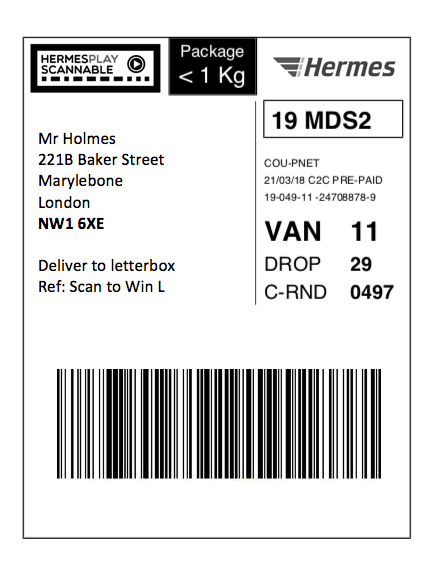 HERMESPLAY
SCANNABLE
Package
< 1 Kg
Hermes
Mr Holmes
221B Baker Street
Marylebone
London
NW1 6XE
Deliver to letterbox
Ref: Scan to Win L
19 MDS2
COU-PNET
21/03/18 C2C PRE-PAID
19-049-11-24708878-9
VAN 11
DROP 29
C-RND 0497